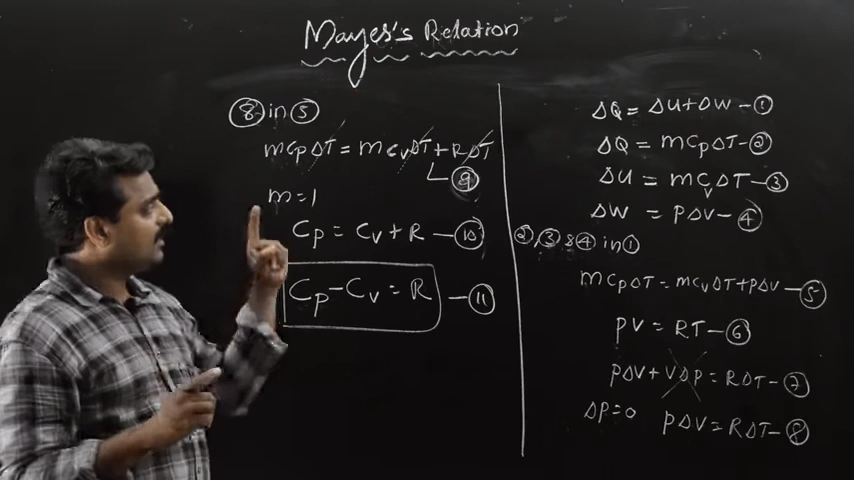 Mayes's Relation
⑧ in ⑤
mCpΔT = mCvΔT + RΔT
⑨
m=1
Cp = Cv + R — ⑩
Cp - Cv = R — ⑪
ΔQ = ΔU + ΔW — ①
ΔQ = mCpΔT — ②
ΔU = mCvΔT — ③
ΔW = PΔV — ④
②, ③ & ④ in ①
mCpΔT = mCvΔT + PΔV — ⑤
PV = RT — ⑥
PΔV + VΔP = RΔT — ⑦
ΔP=0 PΔV = RΔT — ⑧